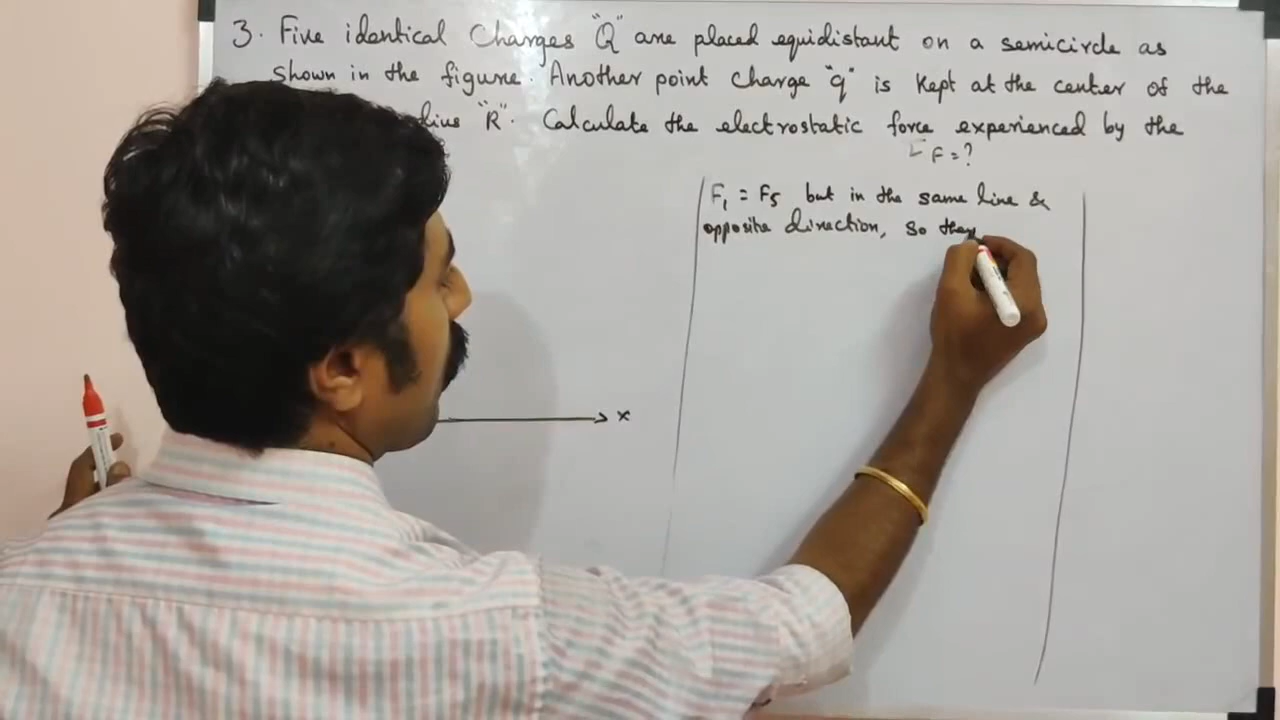 3. Five identical Charges "Q" are placed equidistant on a semicircle as
shown in the figure. Another point charge "q" is kept at the center of the
"R". Calculate the electrostatic force experienced by the
F = ?
F₁ = F₅ but in the same line &
opposite direction, so they
x